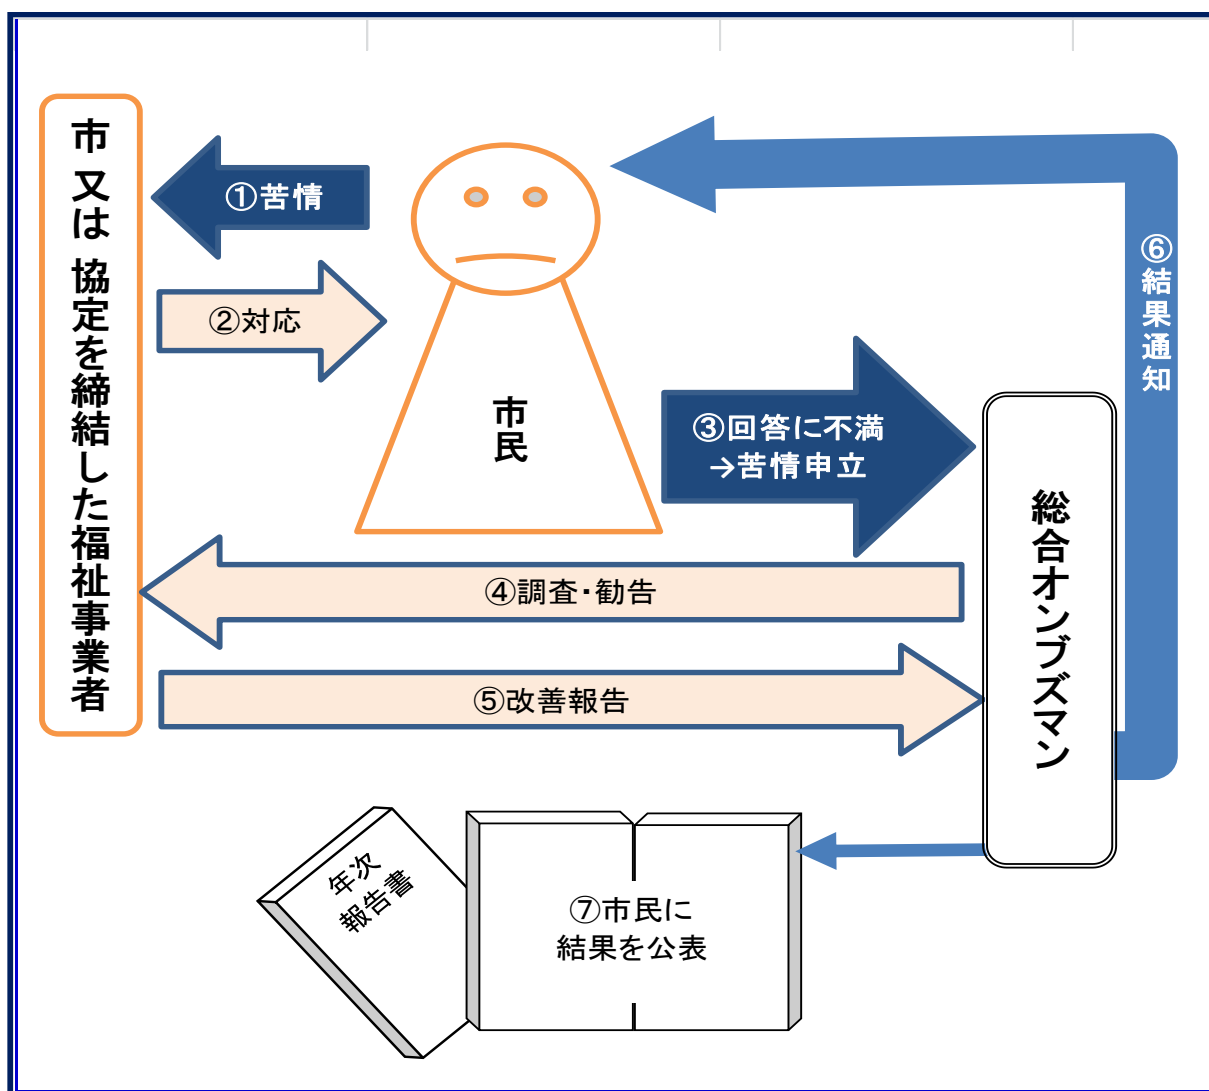 市 又は 協定を締結した福祉事業者
①苦情
②対応
市民
③回答に不満
→苦情申立
④調査・勧告
⑤改善報告
⑥結果通知
総合オンブズマン
年次
報告書
⑦市民に
結果を公表